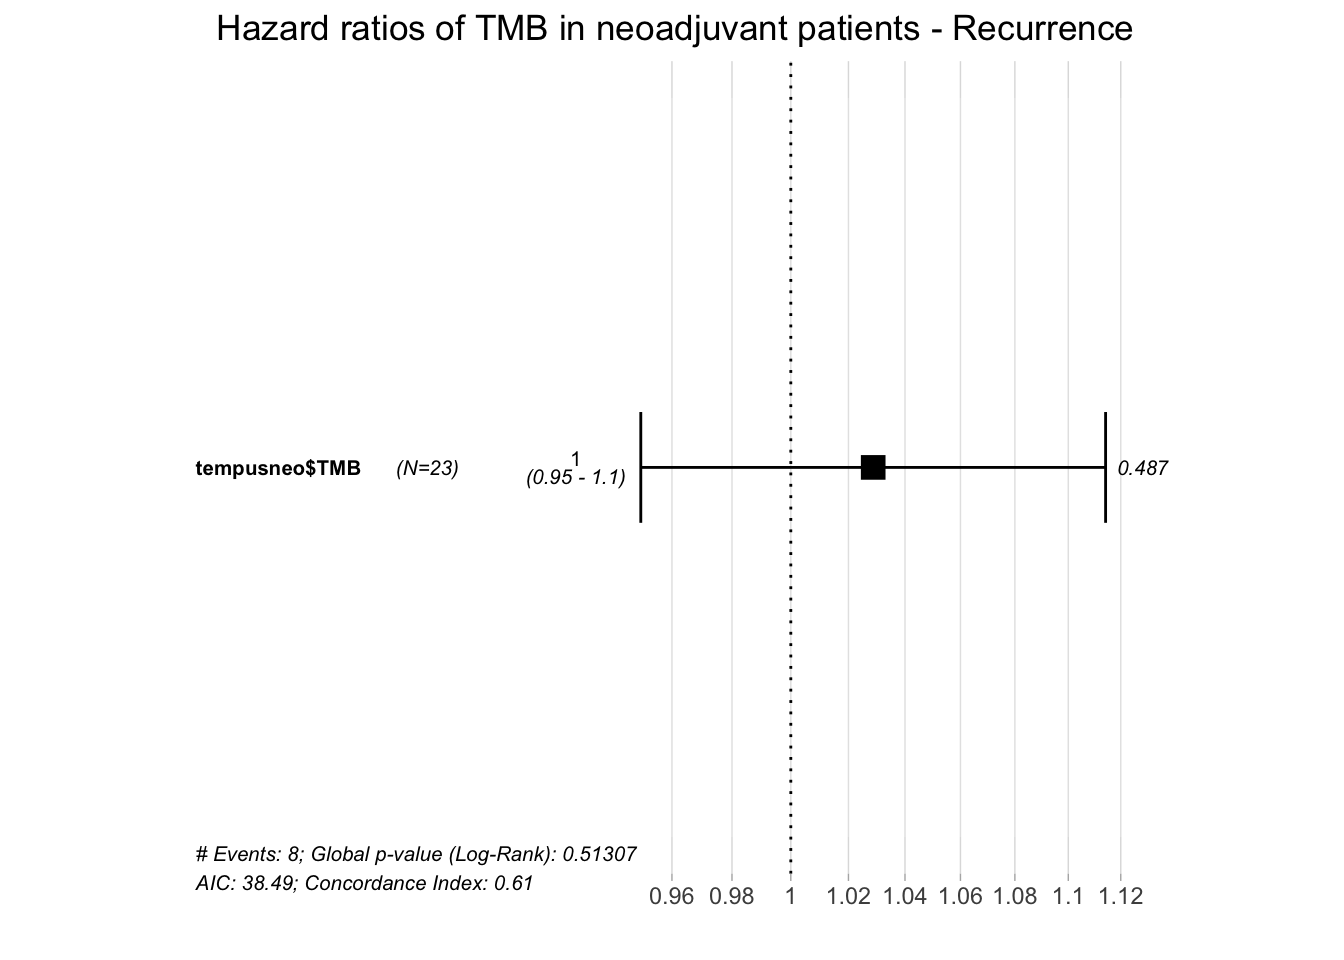 Hazard ratios of TMB in neoadjuvant patients - Recurrence
tempusneo$TMB (N=23) 1 (0.95 - 1.1) 0.487
# Events: 8; Global p-value (Log-Rank): 0.51307
AIC: 38.49; Concordance Index: 0.61
0.96 0.98 1 1.02 1.04 1.06 1.08 1.1 1.12